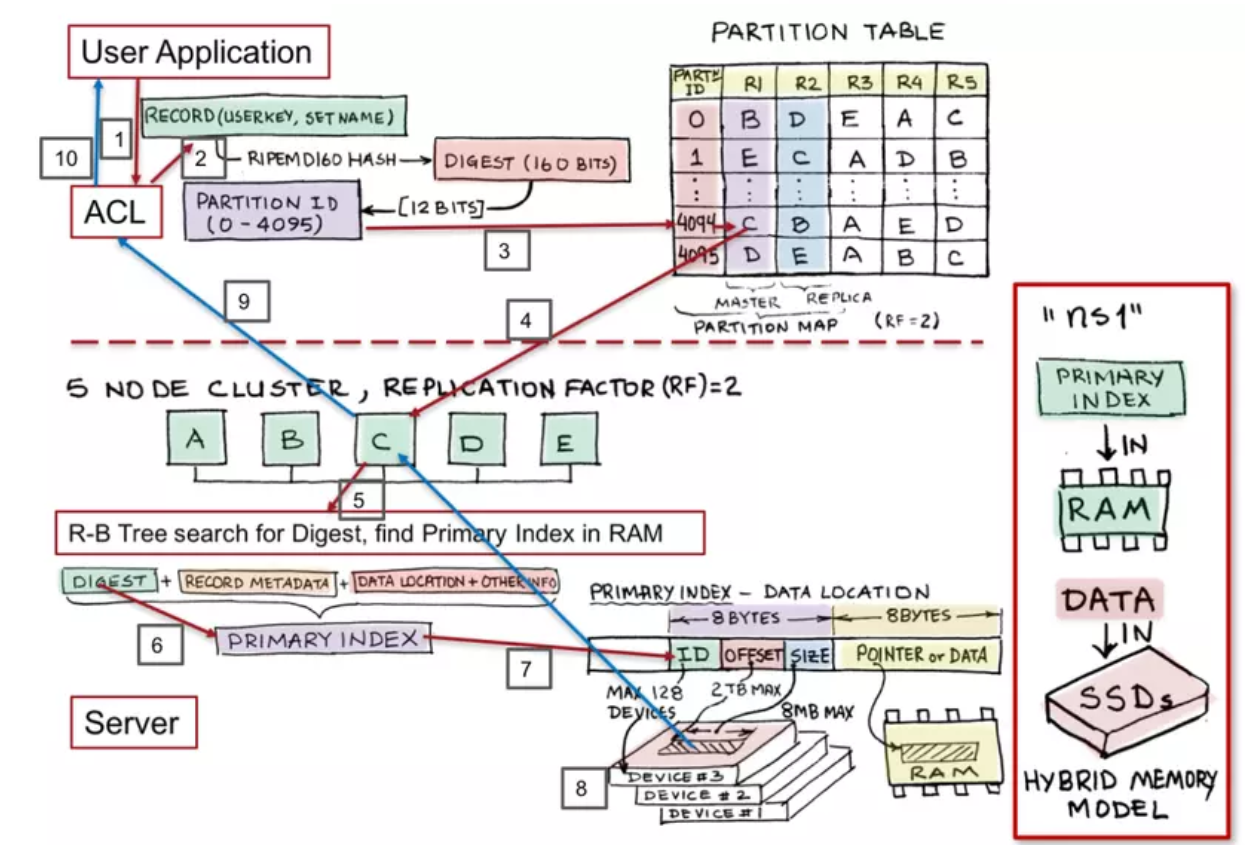 User Application
RECORD (USERKEY, SET NAME)
10
1
2
RIPEMD160 HASH
DIGEST (160 BITS)
ACL
PARTITION ID
(0 - 4095)
[12 BITS]
3
9
4
PARTITION TABLE
PARTN ID R1 R2 R3 R4 R5
0 B D E A C
1 E C A D B
⋮ ⋮ ⋮ ⋮ ⋮ ⋮
4094 C B A E D
4095 D E A B C
MASTER REPLICA
PARTITION MAP (RF=2)
5 NODE CLUSTER, REPLICATION FACTOR (RF)=2
A B C D E
5
R-B Tree search for Digest, find Primary Index in RAM
DIGEST + RECORD METADATA + DATA LOCATION + OTHER INFO
6
PRIMARY INDEX
7
Server
PRIMARY INDEX - DATA LOCATION
8 BYTES 8 BYTES
ID OFFSET SIZE POINTER or DATA
MAX 128
DEVICES
2 TB MAX
8MB MAX
8
DEVICE #3
DEVICE #2
DEVICE #1
RAM
"ns1"
PRIMARY
INDEX
IN
RAM
DATA
IN
SSDs
HYBRID MEMORY
MODEL